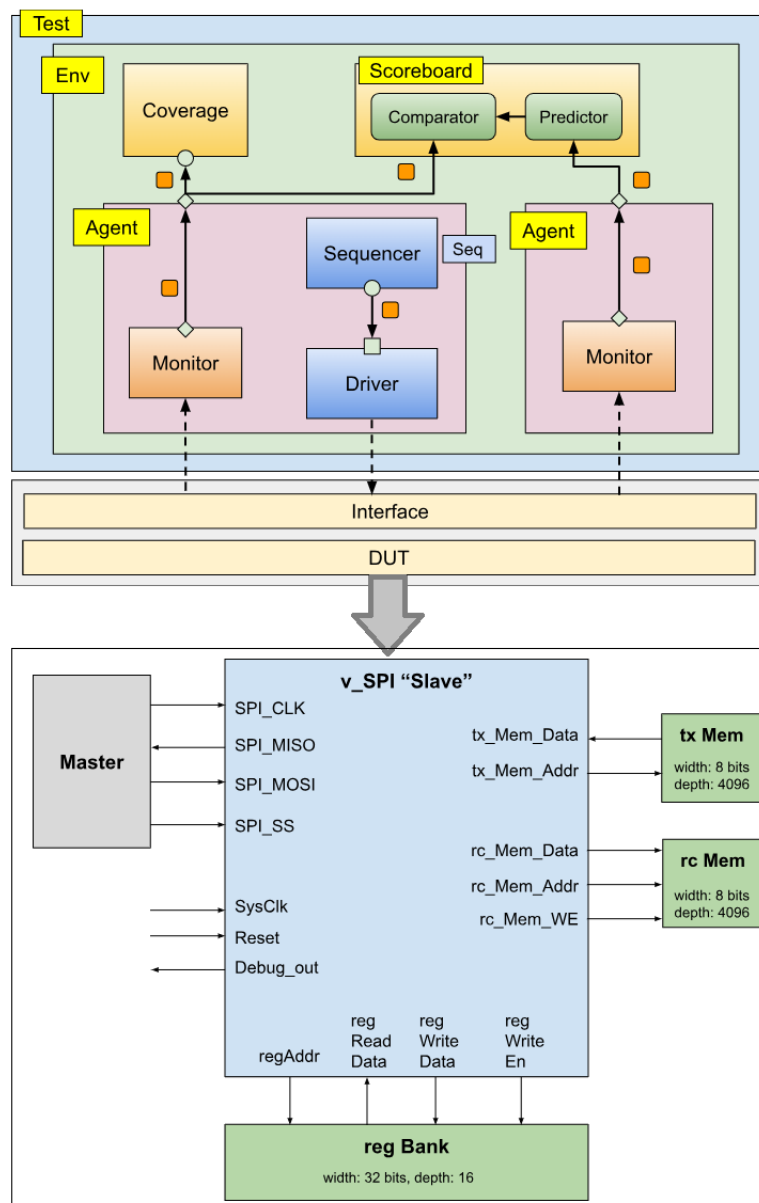 Test
Env
Coverage
Scoreboard
Comparator
Predictor
Agent
Sequencer
Seq
Agent
Monitor
Driver
Monitor
Interface
DUT
v_SPI “Slave”
Master
SPI_CLK
SPI_MISO
SPI_MOSI
SPI_SS
SysClk
Reset
Debug_out
tx_Mem_Data
tx_Mem_Addr
rc_Mem_Data
rc_Mem_Addr
rc_Mem_WE
tx Mem
width: 8 bits
depth: 4096
rc Mem
width: 8 bits
depth: 4096
regAddr
reg
Read
Data
reg
Write
Data
reg
Write
En
reg Bank
width: 32 bits, depth: 16